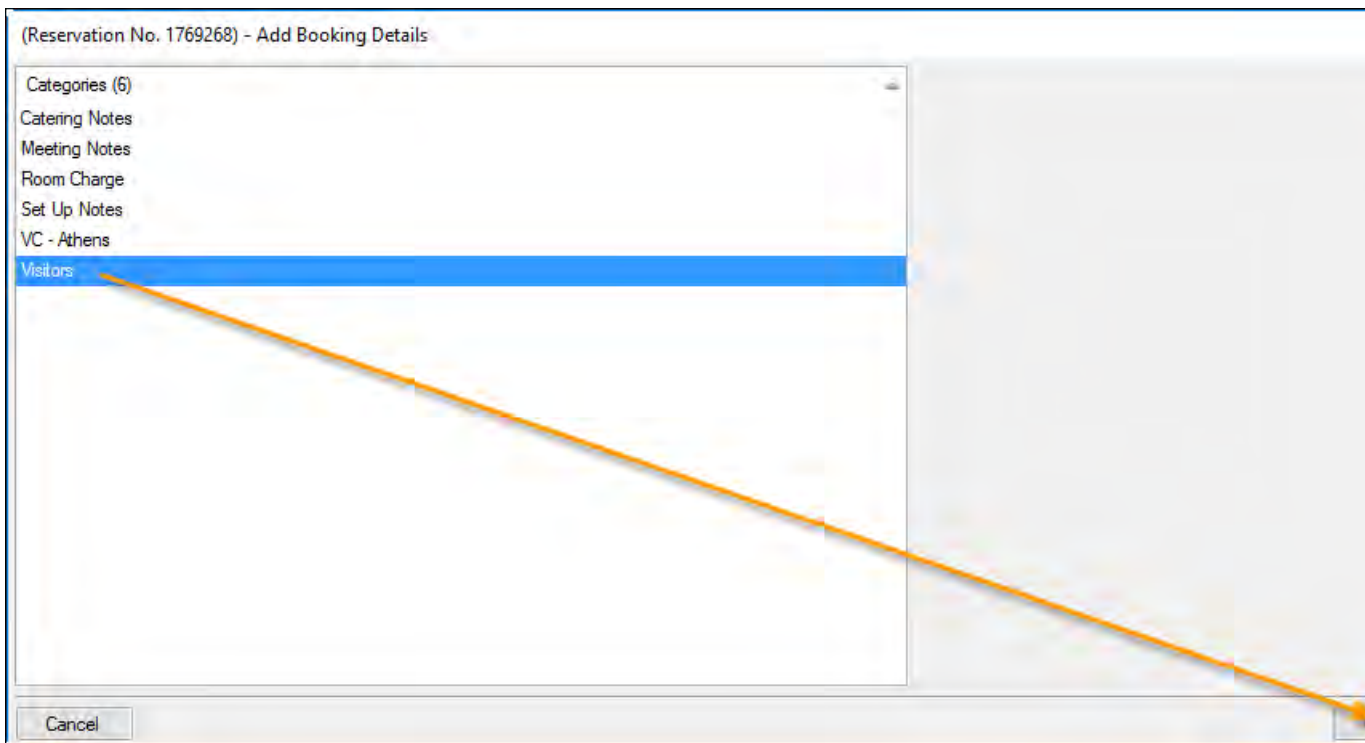 (Reservation No. 1769268) - Add Booking Details
Categories (6)
Catering Notes
Meeting Notes
Room Charge
Set Up Notes
VC - Athens
Visitors
Cancel